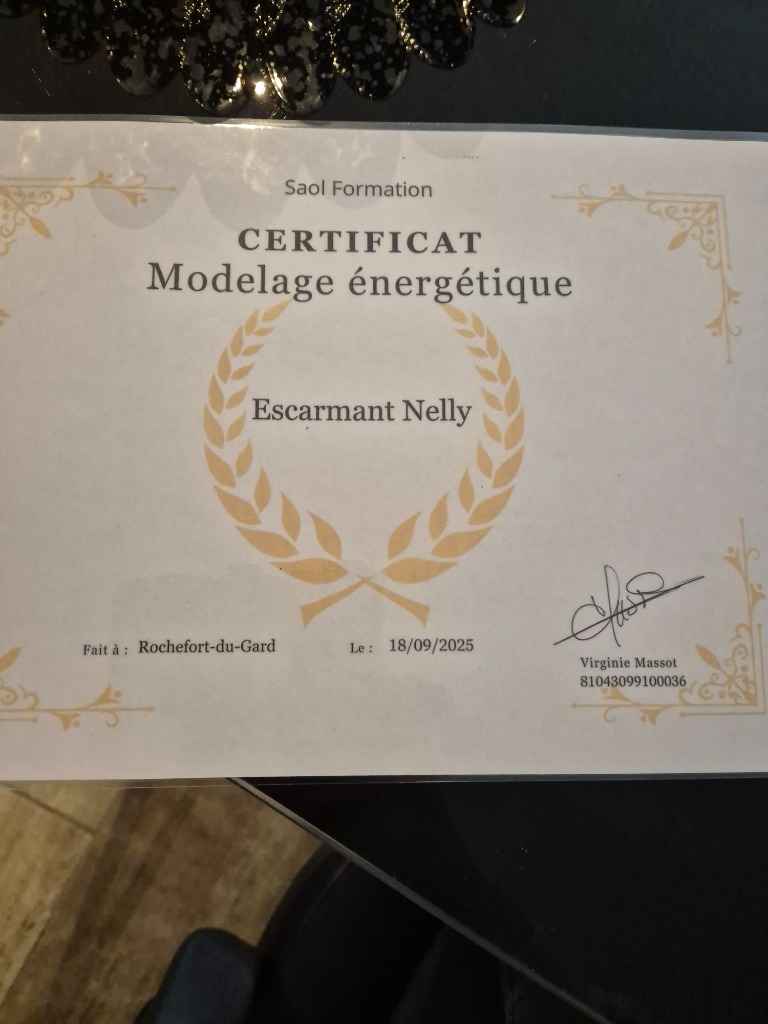 Saol Formation
CERTIFICAT
Modelage énergétique
Escarmant Nelly
Fait à : Rochefort-du-Gard Le : 18/09/2025
Virginie Massot
81043099100036